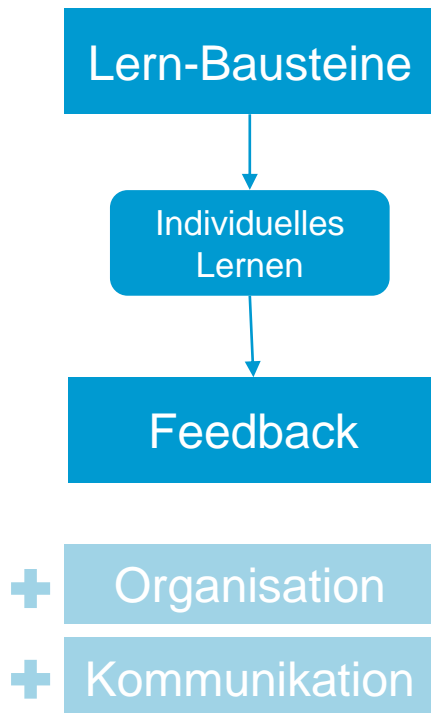 Lern-Bausteine
Individuelles
Lernen
Feedback
+ Organisation
+ Kommunikation